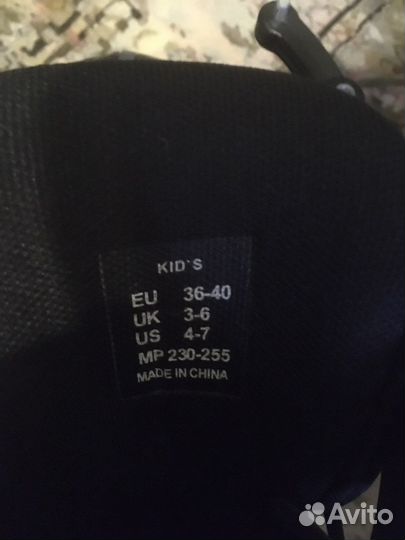 KID`S
EU 36-40
UK 3-6
US 4-7
MP 230-255
MADE IN CHINA
Avito